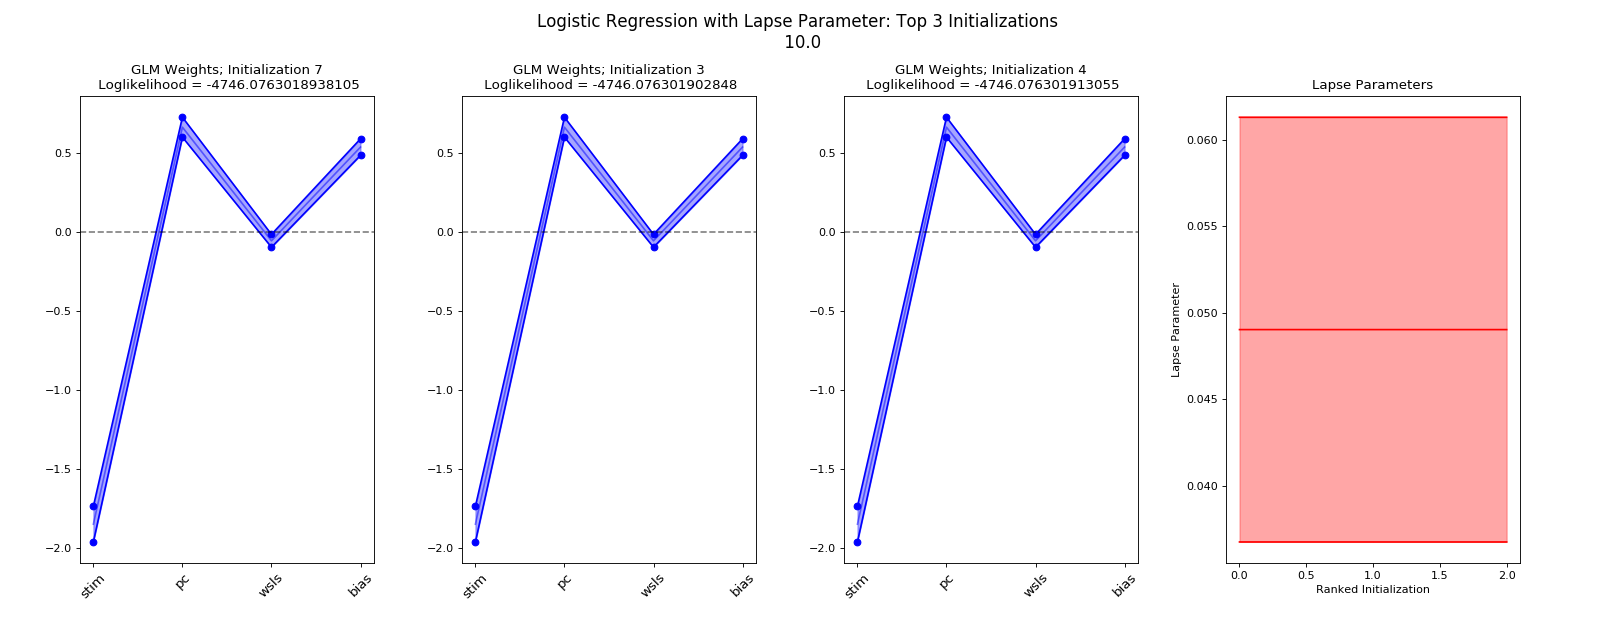 Logistic Regression with Lapse Parameter: Top 3 Initializations
10.0
GLM Weights; Initialization 7
Loglikelihood = -4746.0763018938105
0.5
0.0
−0.5
−1.0
−1.5
−2.0
stim
pc
wsls
bias
GLM Weights; Initialization 3
Loglikelihood = -4746.076301902848
0.5
0.0
−0.5
−1.0
−1.5
−2.0
stim
pc
wsls
bias
GLM Weights; Initialization 4
Loglikelihood = -4746.076301913055
0.5
0.0
−0.5
−1.0
−1.5
−2.0
stim
pc
wsls
bias
Lapse Parameters
Lapse Parameter
0.060
0.055
0.050
0.045
0.040
0.0 0.5 1.0 1.5 2.0
Ranked Initialization